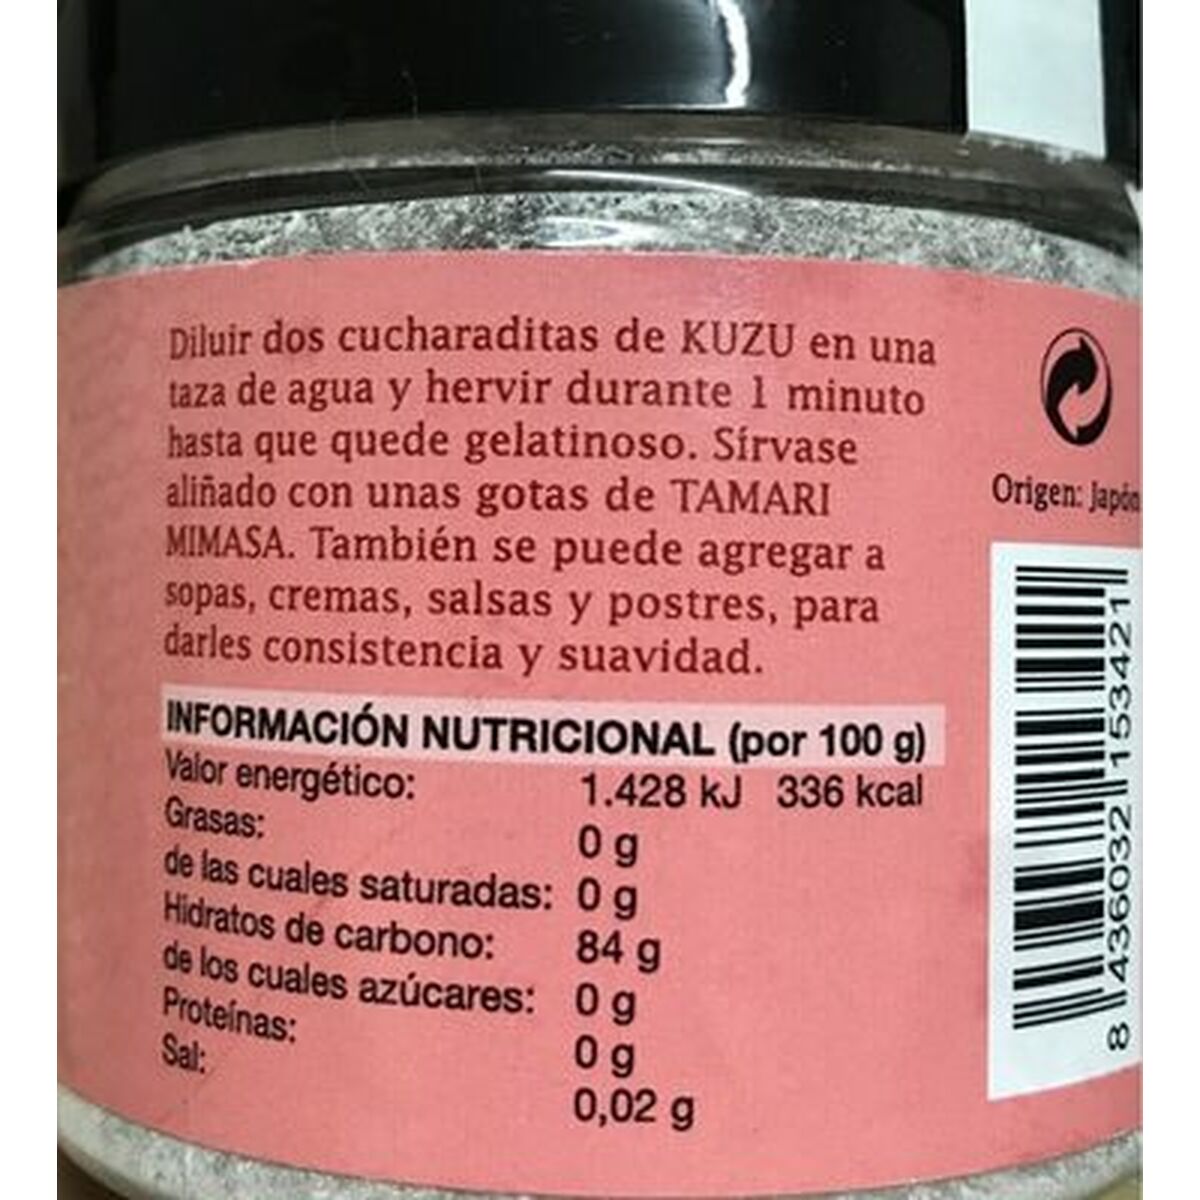 Diluir dos cucharaditas de KUZU en una
taza de agua y hervir durante 1 minuto
hasta que quede gelatinoso. Sírvase
aliñado con unas gotas de TAMARI
MIMASA. También se puede agregar a
sopas, cremas, salsas y postres, para
darles consistencia y suavidad.
INFORMACIÓN NUTRICIONAL (por 100 g)
Valor energético: 1.428 kJ 336 kcal
Grasas: 0 g
de las cuales saturadas: 0 g
Hidratos de carbono: 84 g
de los cuales azúcares: 0 g
Proteínas: 0 g
Sal: 0,02 g
Origen: Japón
8 436032 153421